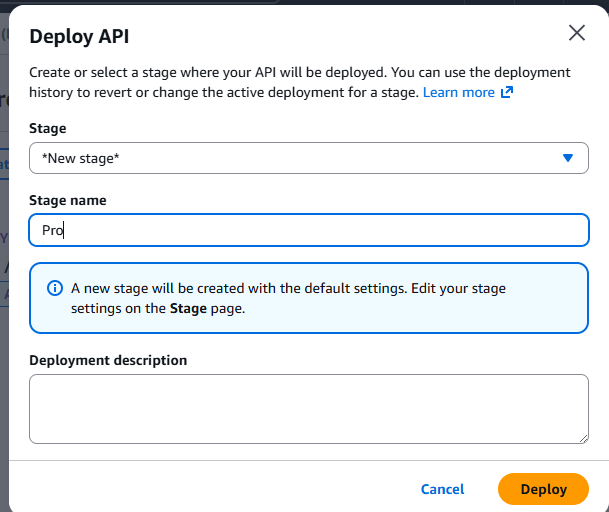 Deploy API
Create or select a stage where your API will be deployed. You can use the deployment
history to revert or change the active deployment for a stage. Learn more
Stage
*New stage*
Stage name
Pro
A new stage will be created with the default settings. Edit your stage
settings on the Stage page.
Deployment description
Cancel
Deploy